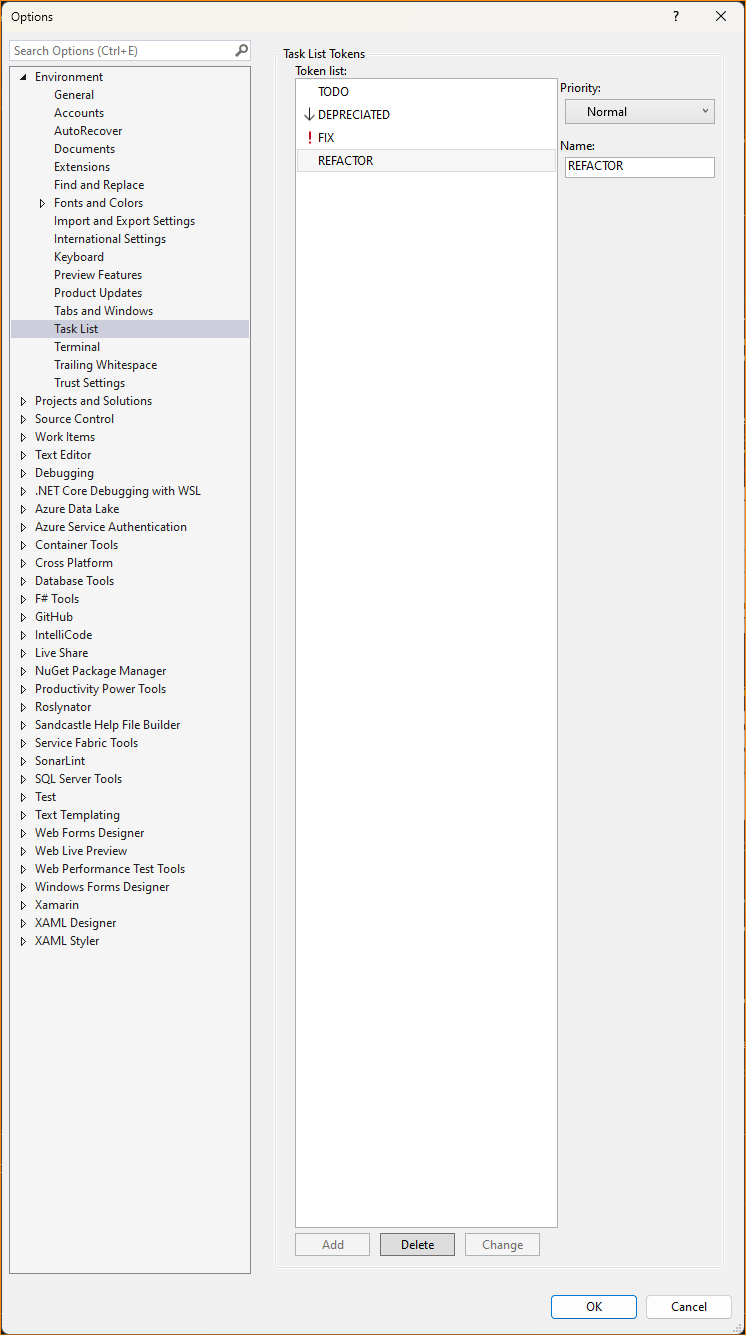 Options
?
Search Options (Ctrl+E)
Environment
General
Accounts
AutoRecover
Documents
Extensions
Find and Replace
Fonts and Colors
Import and Export Settings
International Settings
Keyboard
Preview Features
Product Updates
Tabs and Windows
Task List
Terminal
Trailing Whitespace
Trust Settings
Projects and Solutions
Source Control
Work Items
Text Editor
Debugging
.NET Core Debugging with WSL
Azure Data Lake
Azure Service Authentication
Container Tools
Cross Platform
Database Tools
F# Tools
GitHub
IntelliCode
Live Share
NuGet Package Manager
Productivity Power Tools
Roslynator
Sandcastle Help File Builder
Service Fabric Tools
SonarLint
SQL Server Tools
Test
Text Templating
Web Forms Designer
Web Live Preview
Web Performance Test Tools
Windows Forms Designer
Xamarin
XAML Designer
XAML Styler
Task List Tokens
Token list:
TODO
DEPRECIATED
! FIX
REFACTOR
Priority:
Normal
Name:
REFACTOR
Add
Delete
Change
OK
Cancel